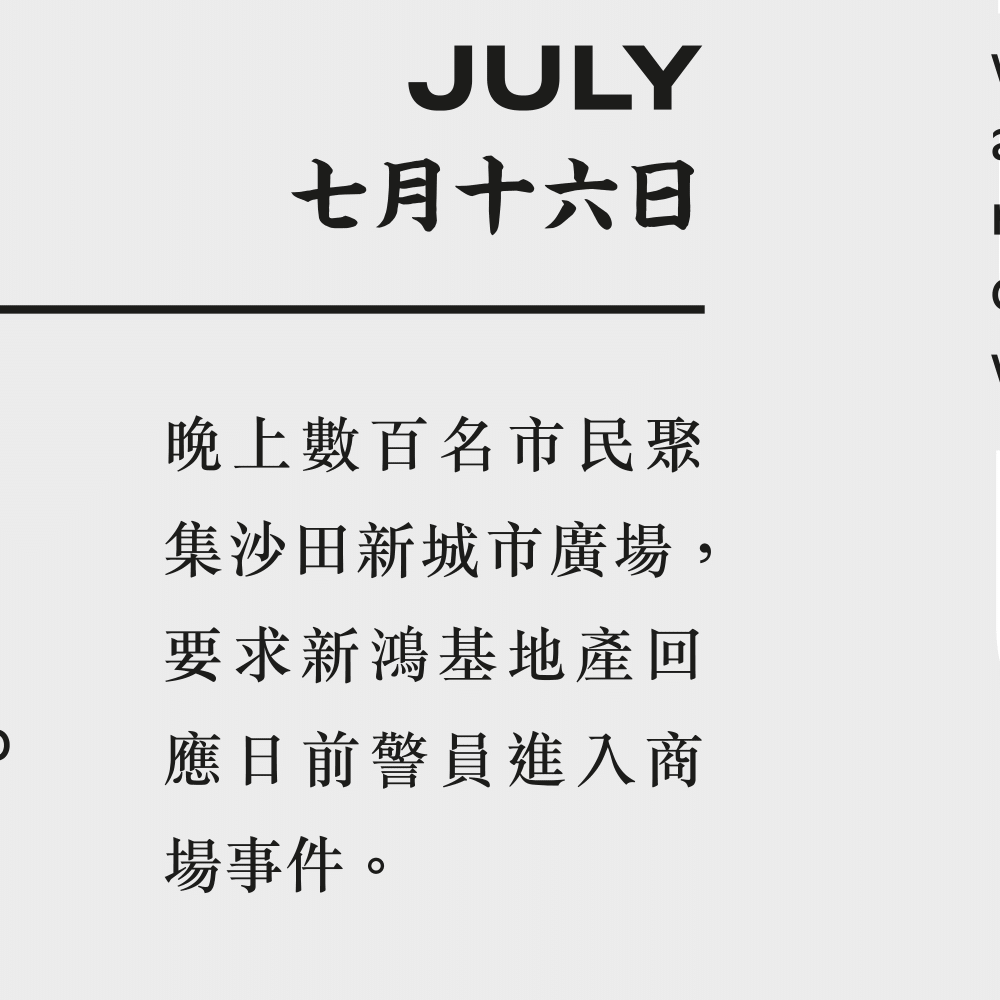 JULY
七月十六日
晚上數百名市民聚
集沙田新城市廣場，
要求新鴻基地產回
應日前警員進入商
場事件。